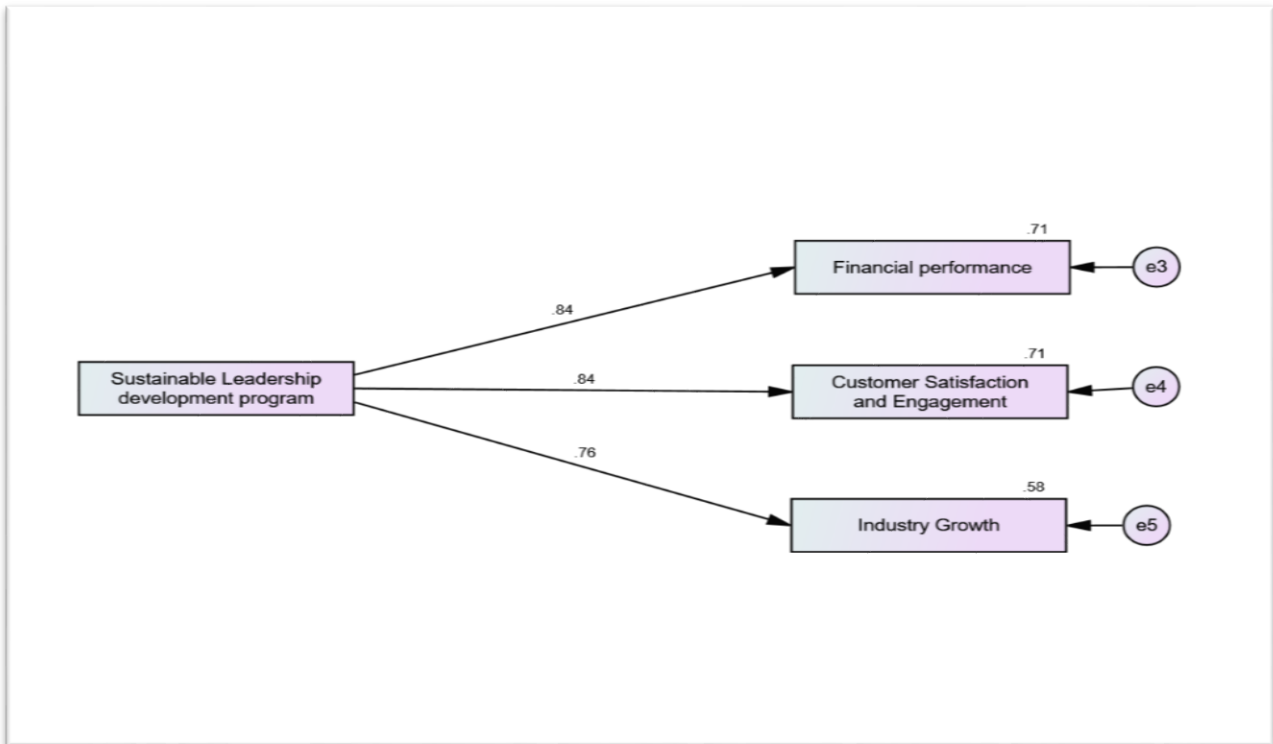 .71
Financial performance
e3
.84
.71
Sustainable Leadership
development program
.84
Customer Satisfaction
and Engagement
e4
.76
.58
Industry Growth
e5